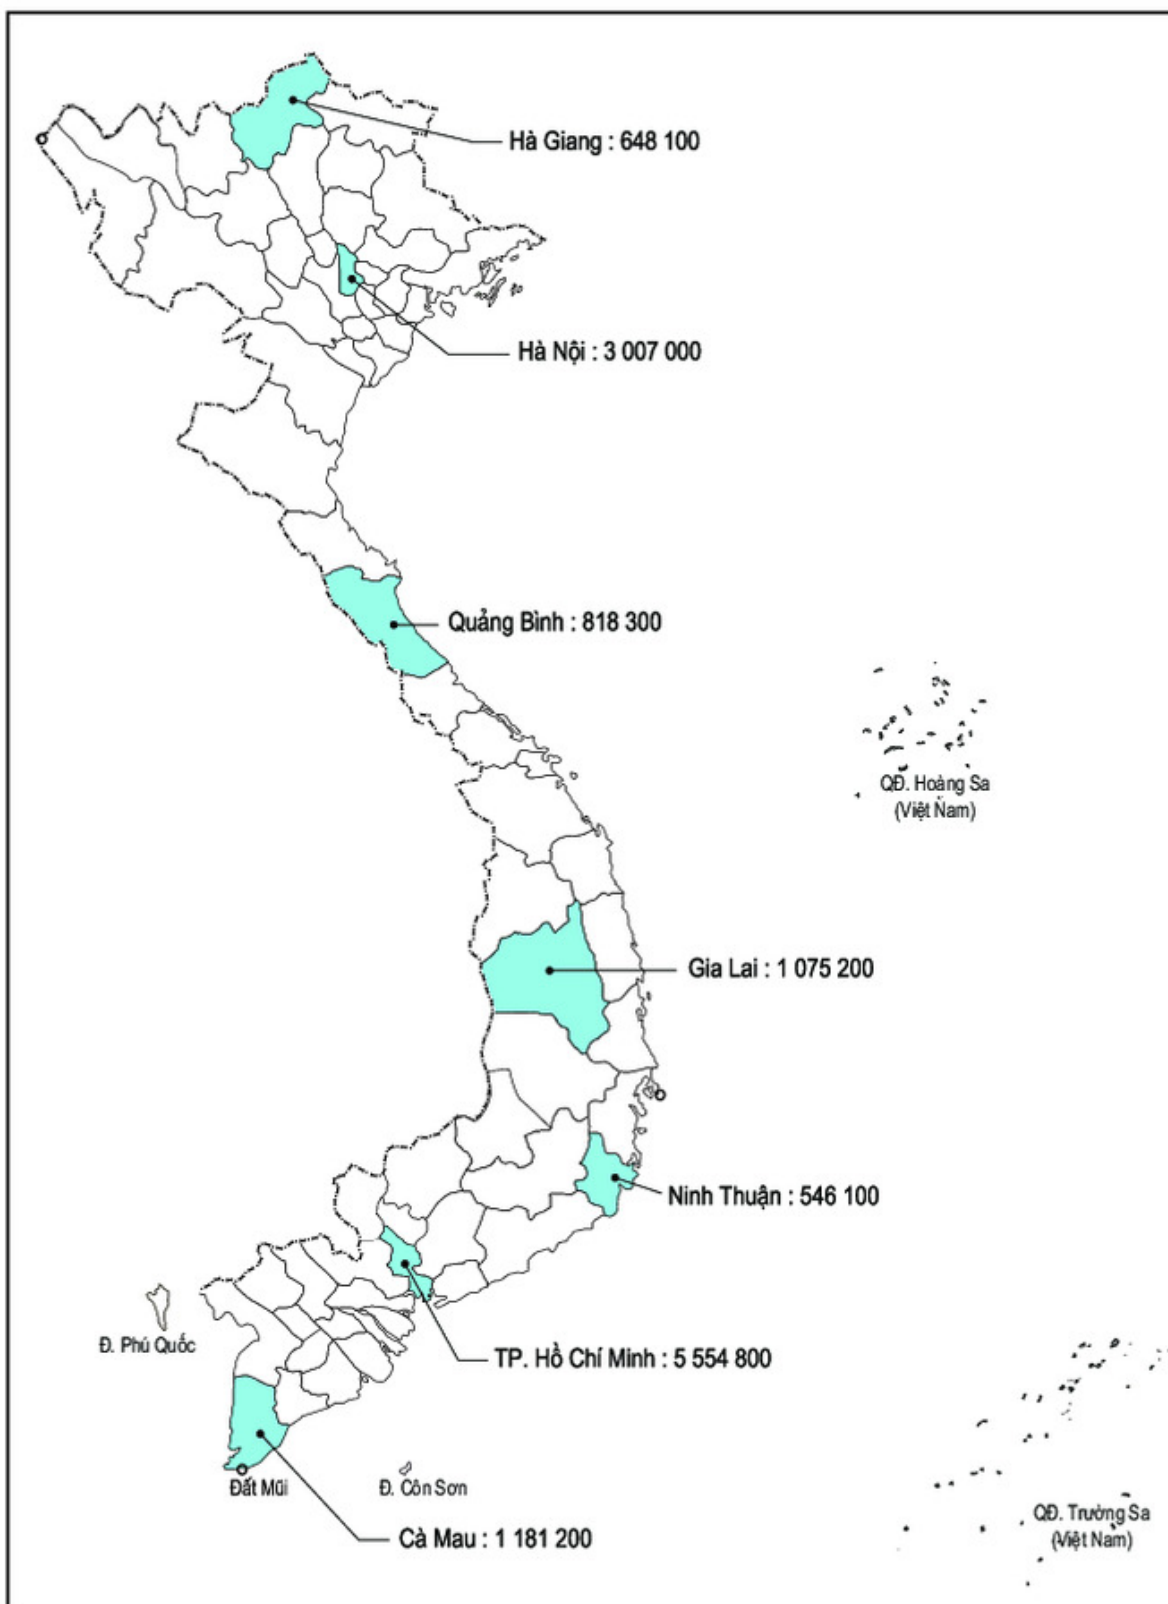 Hà Giang : 648 100
Hà Nội : 3 007 000
Quảng Bình : 818 300
QĐ. Hoàng Sa
(Việt Nam)
Gia Lai : 1 075 200
Ninh Thuận : 546 100
Đ. Phú Quốc
TP. Hồ Chí Minh : 5 554 800
Đất Mũi
Đ. Côn Sơn
QĐ. Trường Sa
(Việt Nam)
Cà Mau : 1 181 200